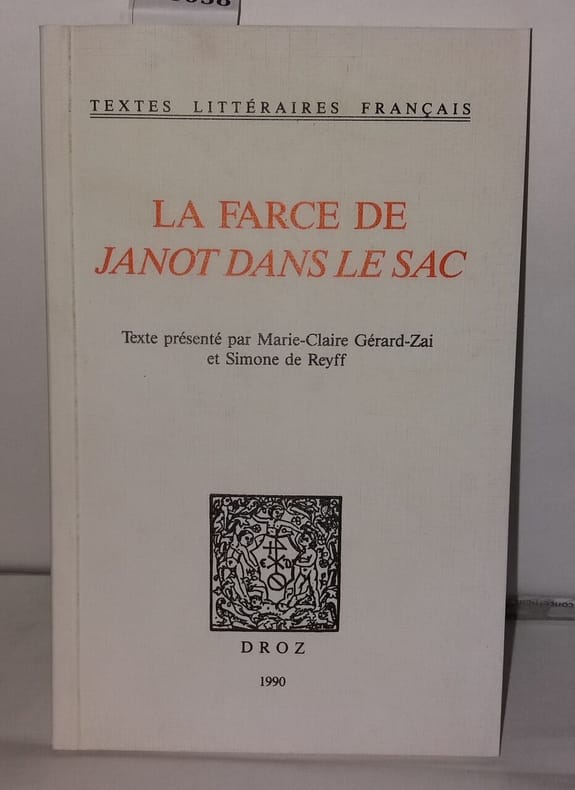 TEXTES LITTÉRAIRES FRANÇAIS
LA FARCE DE
JANOT DANS LE SAC
Texte présenté par Marie-Claire Gérard-Zai
et Simone de Reyff
DROZ
1990